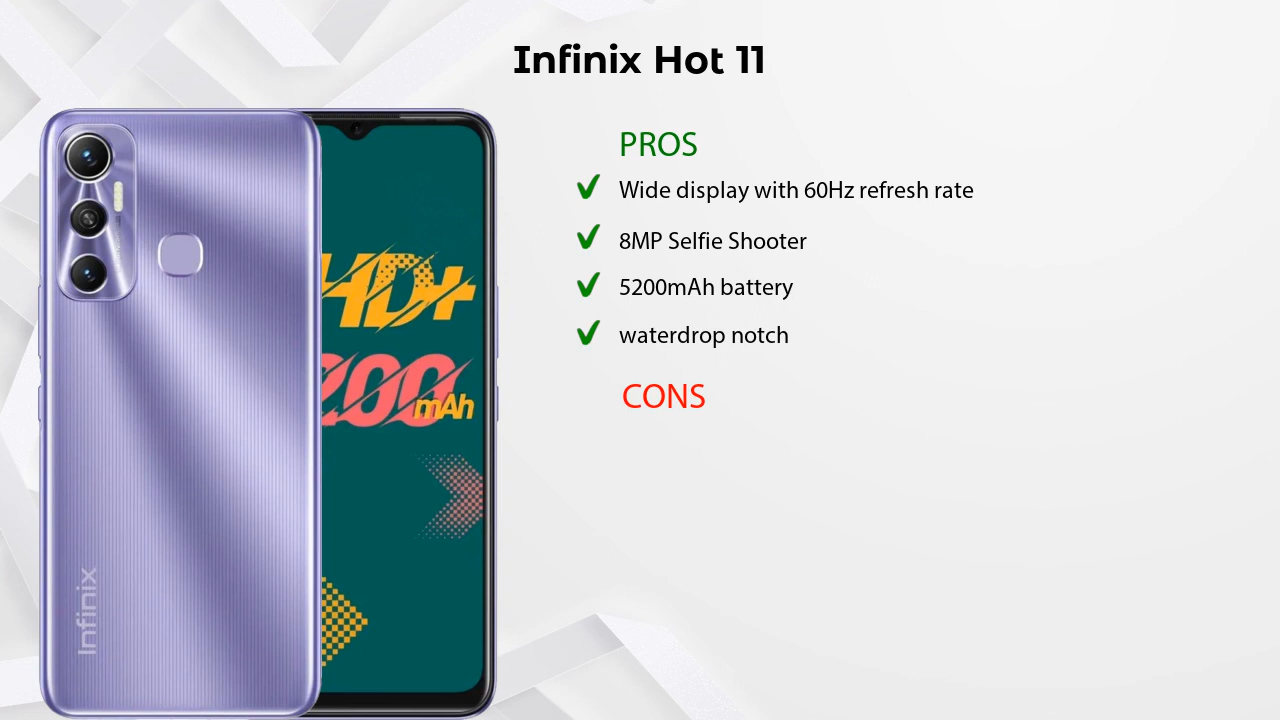 Infinix Hot 11
PROS
Wide display with 60Hz refresh rate
8MP Selfie Shooter
5200mAh battery
waterdrop notch
CONS
HD+
200
mAh
Infinix